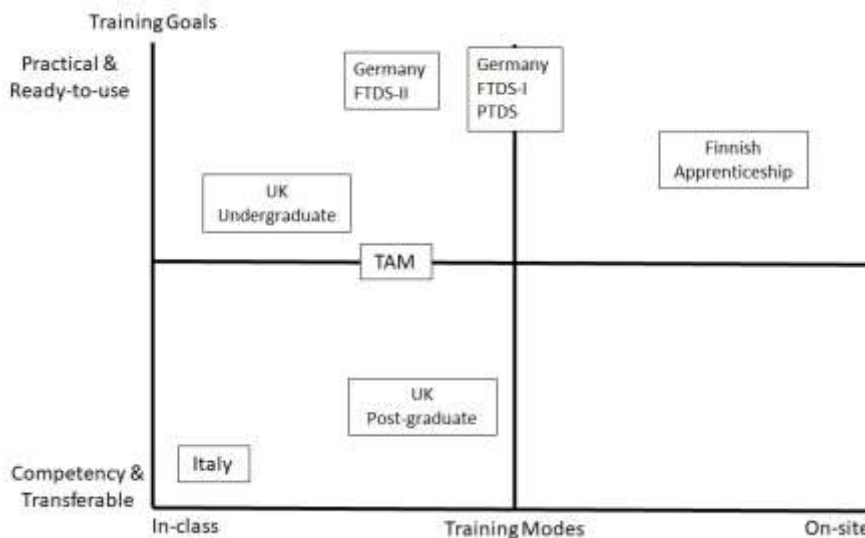 Training Goals
Practical &
Ready-to-use
Germany
FTDS-II
Germany
FTDS-I
PTDS
Finnish
Apprenticeship
UK
Undergraduate
TAM
UK
Post-graduate
Italy
Competency &
Transferable
In-class
Training Modes
On-site